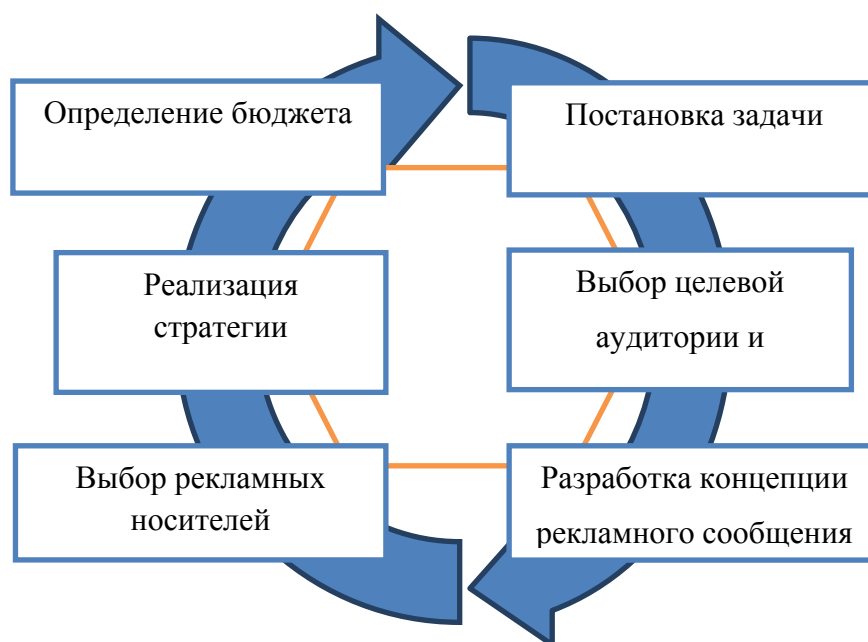 Определение бюджета
Постановка задачи
Реализация
стратегии
Выбор целевой
аудитории и
Выбор рекламных
носителей
Разработка концепции
рекламного сообщения